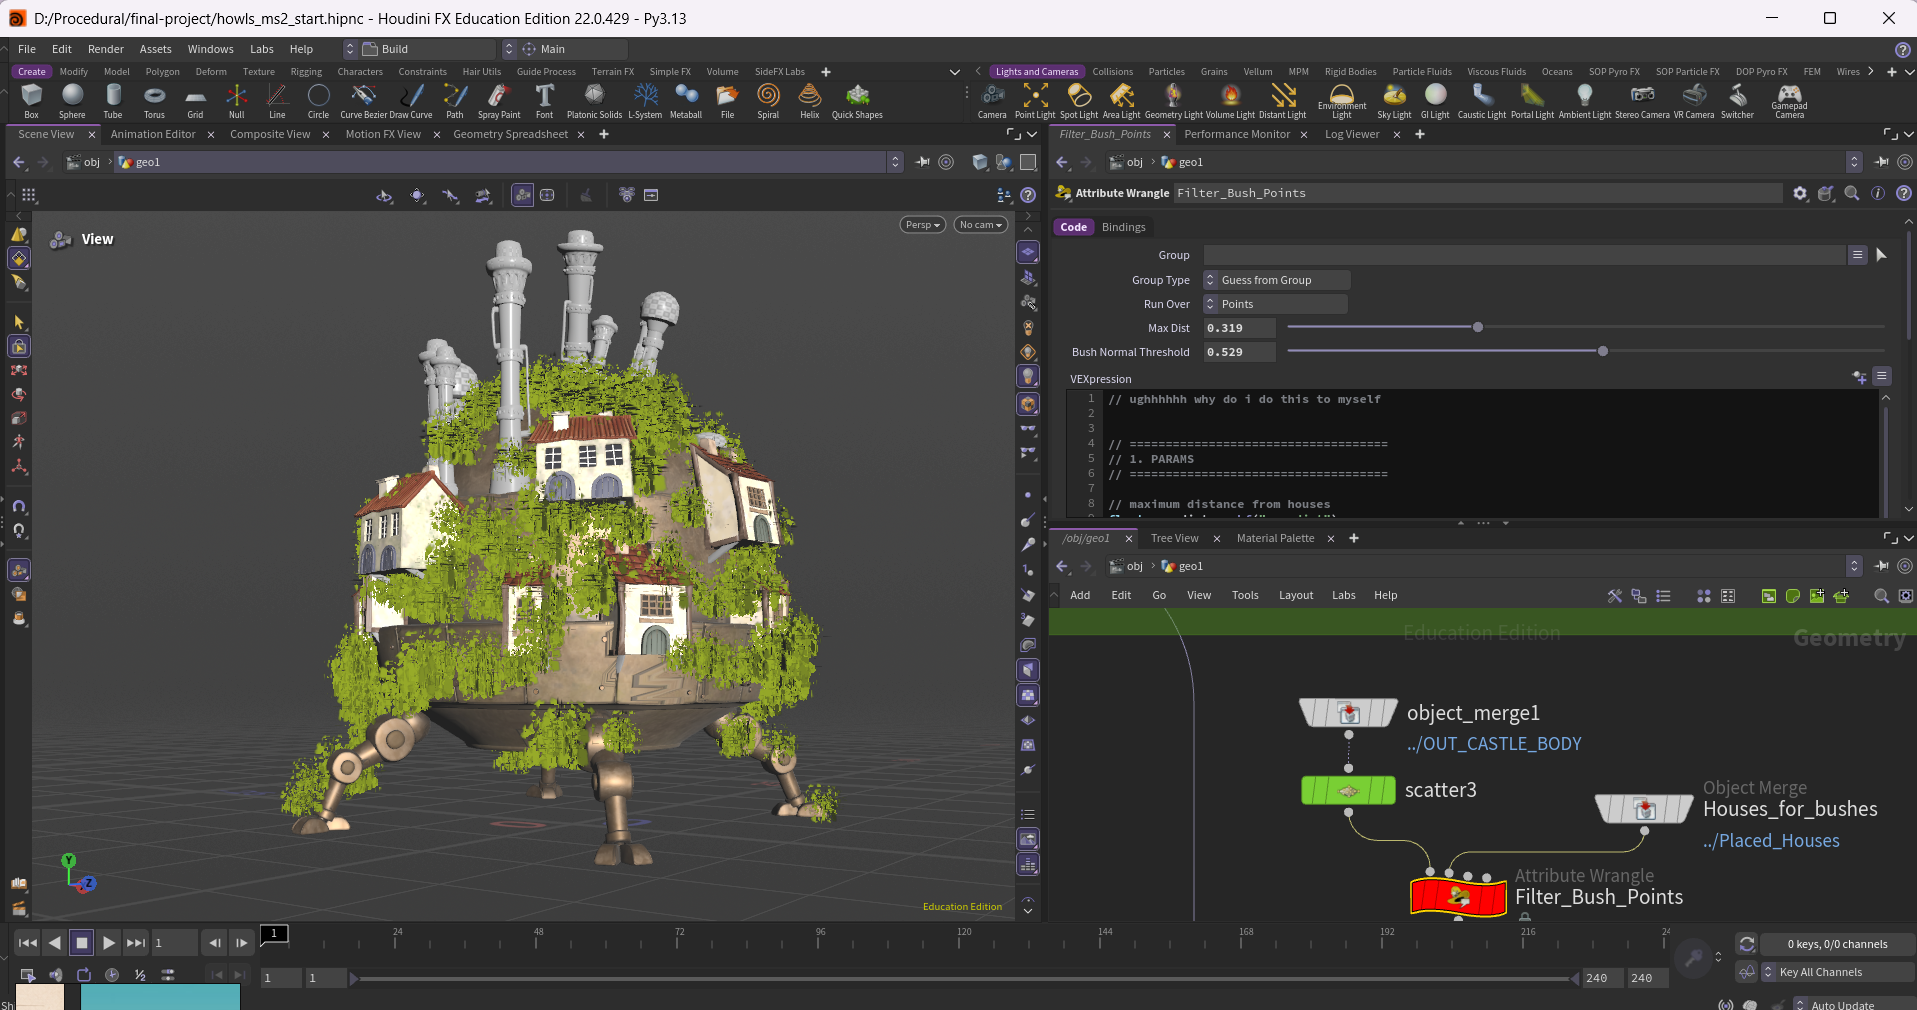 D:/Procedural/final-project/howls_ms2_start.hipnc - Houdini FX Education Edition 22.0.429 - Py3.13
File Edit Render Assets Windows Labs Help Build Main
Create Modify Model Polygon Deform Texture Rigging Characters Constraints Hair Utils Guide Process Terrain FX Simple FX Volume SideFX Labs
Lights and Cameras Collisions Particles Grains Vellum MPM Rigid Bodies Particle Fluids Viscous Fluids Oceans SOP Pyro FX SOP Particle FX DOP Pyro FX FEM Wires
Box Sphere Tube Torus Grid Null Line Circle Curve Bezier Draw Curve Path Spray Paint Font Platonic Solids L-System Metaball File Spiral Helix Quick Shapes
Camera Point Light Spot Light Area Light Geometry Light Volume Light Distant Light Environment Light Sky Light GI Light Caustic Light Portal Light Ambient Light Stereo Camera VR Camera Switcher Gamepad Camera
Scene View Animation Editor Composite View Motion FX View Geometry Spreadsheet
obj geo1
View
Persp No cam
Y
Z
Education Edition
Filter_Bush_Points Performance Monitor Log Viewer
obj geo1
Attribute Wrangle Filter_Bush_Points
Code Bindings
Group
Group Type Guess from Group
Run Over Points
Max Dist 0.319
Bush Normal Threshold 0.529
VEXpression
1 // ughhhhhh why do i do this to myself
2
3
4 // ====================================
5 // 1. PARAMS
6 // ====================================
7
8 // maximum distance from houses
/obj/geo1 Tree View Material Palette
obj geo1
Add Edit Go View Tools Layout Labs Help
Education Edition
Geometry
object_merge1
../OUT_CASTLE_BODY
scatter3
Object Merge
Houses_for_bushes
../Placed_Houses
Attribute Wrangle
Filter_Bush_Points
1 1 24 48 72 96 120 144 168 192 216 24
0 keys, 0/0 channels
1 1 240 240
Key All Channels
Auto Update